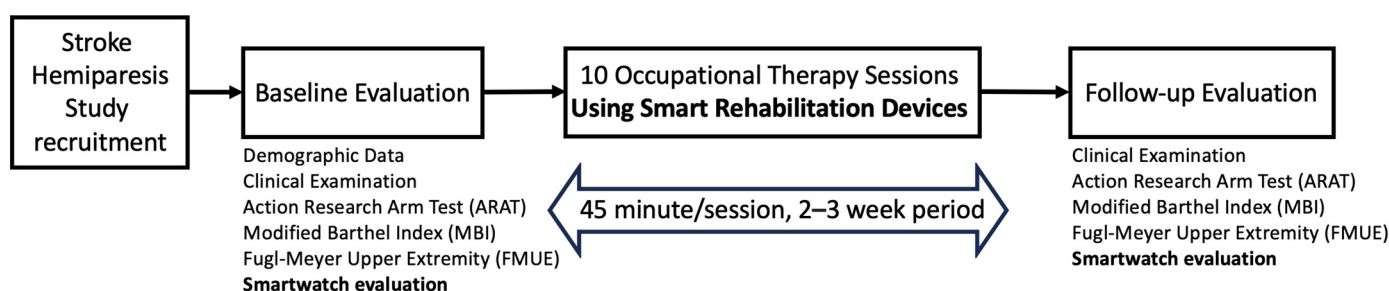 Stroke
Hemiparesis
Study
recruitment
Baseline Evaluation
Demographic Data
Clinical Examination
Action Research Arm Test (ARAT)
Modified Barthel Index (MBI)
Fugl-Meyer Upper Extremity (FMUE)
Smartwatch evaluation
10 Occupational Therapy Sessions
Using Smart Rehabilitation Devices
45 minute/session, 2–3 week period
Follow-up Evaluation
Clinical Examination
Action Research Arm Test (ARAT)
Modified Barthel Index (MBI)
Fugl-Meyer Upper Extremity (FMUE)
Smartwatch evaluation